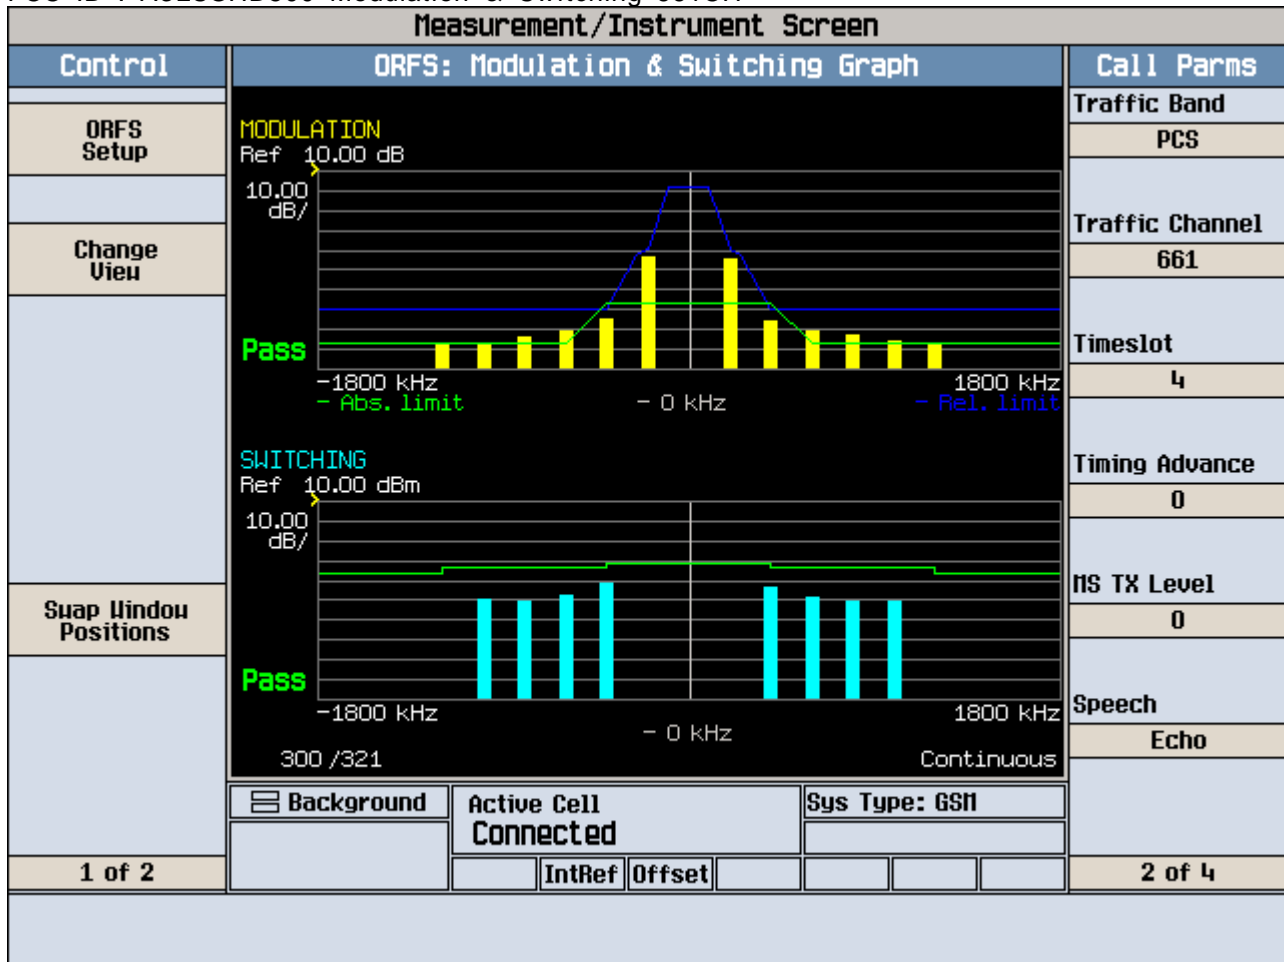 Measurement/Instrument Screen
Control
ORFS: Modulation & Switching Graph
Call Parms
ORFS
Setup
Change
View
Swap Window
Positions
1 of 2
MODULATION
Ref 10.00 dB
10.00
dB/
Pass
-1800 kHz
1800 kHz
- Abs. limit
- 0 kHz
- Rel. limit
SWITCHING
Ref 10.00 dBm
10.00
dB/
Pass
-1800 kHz
1800 kHz
- 0 kHz
300 /321
Continuous
Background
Active Cell
Connected
Sys Type: GSM
IntRef
Offset
Traffic Band
PCS
Traffic Channel
661
Timeslot
4
Timing Advance
0
MS TX Level
0
Speech
Echo
2 of 4